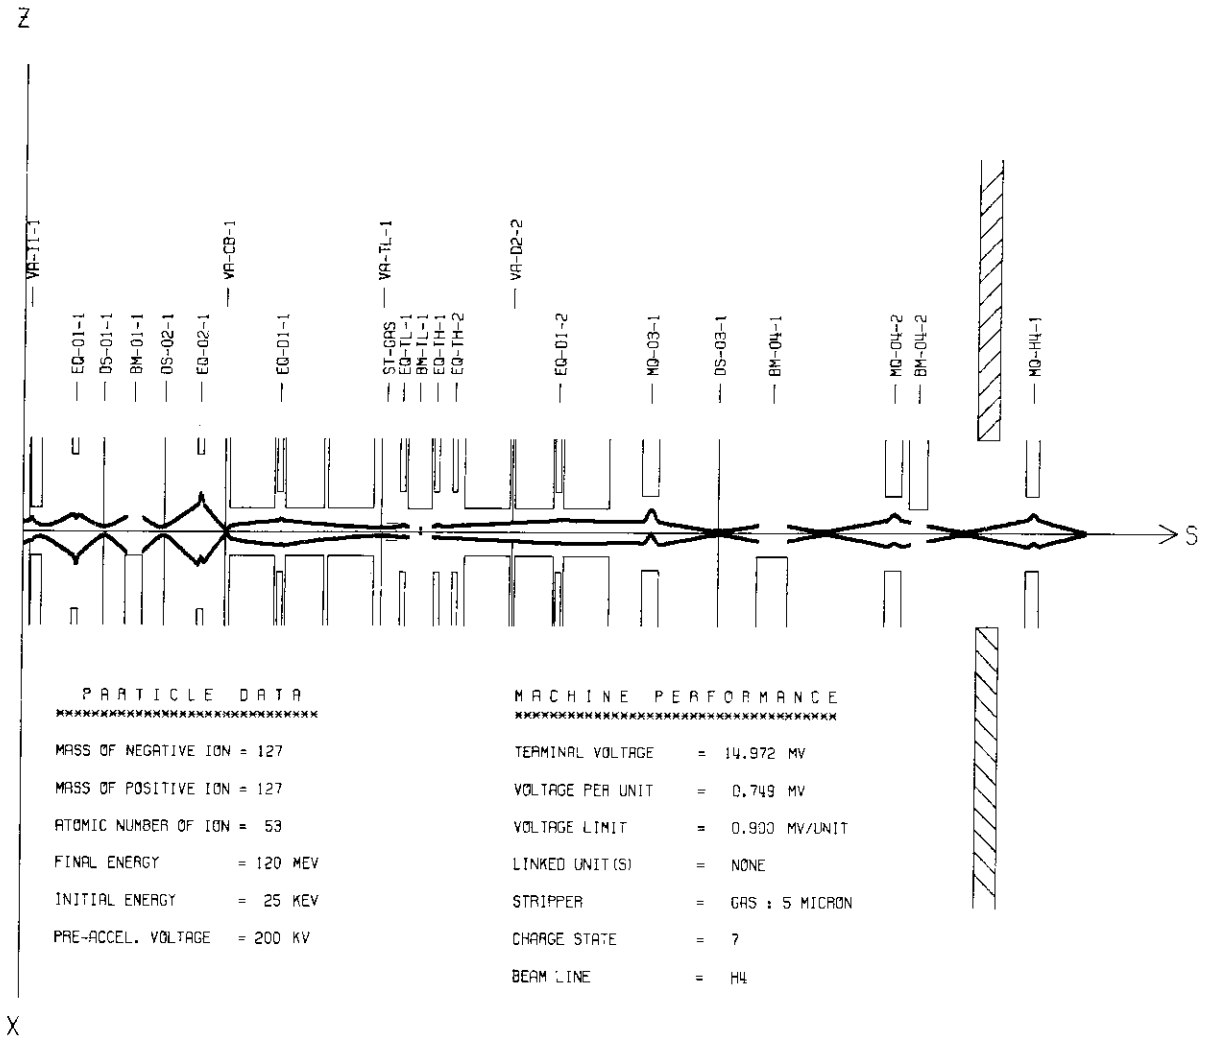 Z
VA-I1-1
VA-CB-1
VA-TL-1
VA-D2-2
EQ-01-1
DS-01-1
BM-01-1
DS-02-1
EQ-02-1
EQ-D1-1
ST-GAS
EQ-TL-1
BM-TL-1
EQ-TH-1
EQ-TH-2
EQ-D1-2
MQ-03-1
DS-03-1
BM-04-1
MQ-04-2
BM-04-2
MQ-H4-1
S
PARTICLE DATA
MASS OF NEGATIVE ION = 127
MASS OF POSITIVE ION = 127
ATOMIC NUMBER OF ION = 53
FINAL ENERGY = 120 MEV
INITIAL ENERGY = 25 KEV
PRE-ACCEL. VOLTAGE = 200 KV
MACHINE PERFORMANCE
TERMINAL VOLTAGE = 14.972 MV
VOLTAGE PER UNIT = 0.749 MV
VOLTAGE LIMIT = 0.900 MV/UNIT
LINKED UNIT(S) = NONE
STRIPPER = GAS : 5 MICRON
CHARGE STATE = 7
BEAM LINE = H4
X